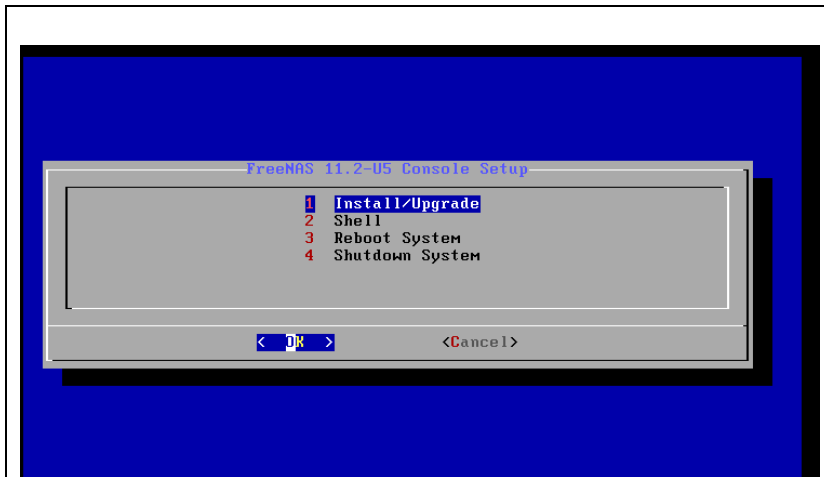 FreeNAS 11.2-U5 Console Setup
1 Install/Upgrade
2 Shell
3 Reboot System
4 Shutdown System
< OK > <Cancel>